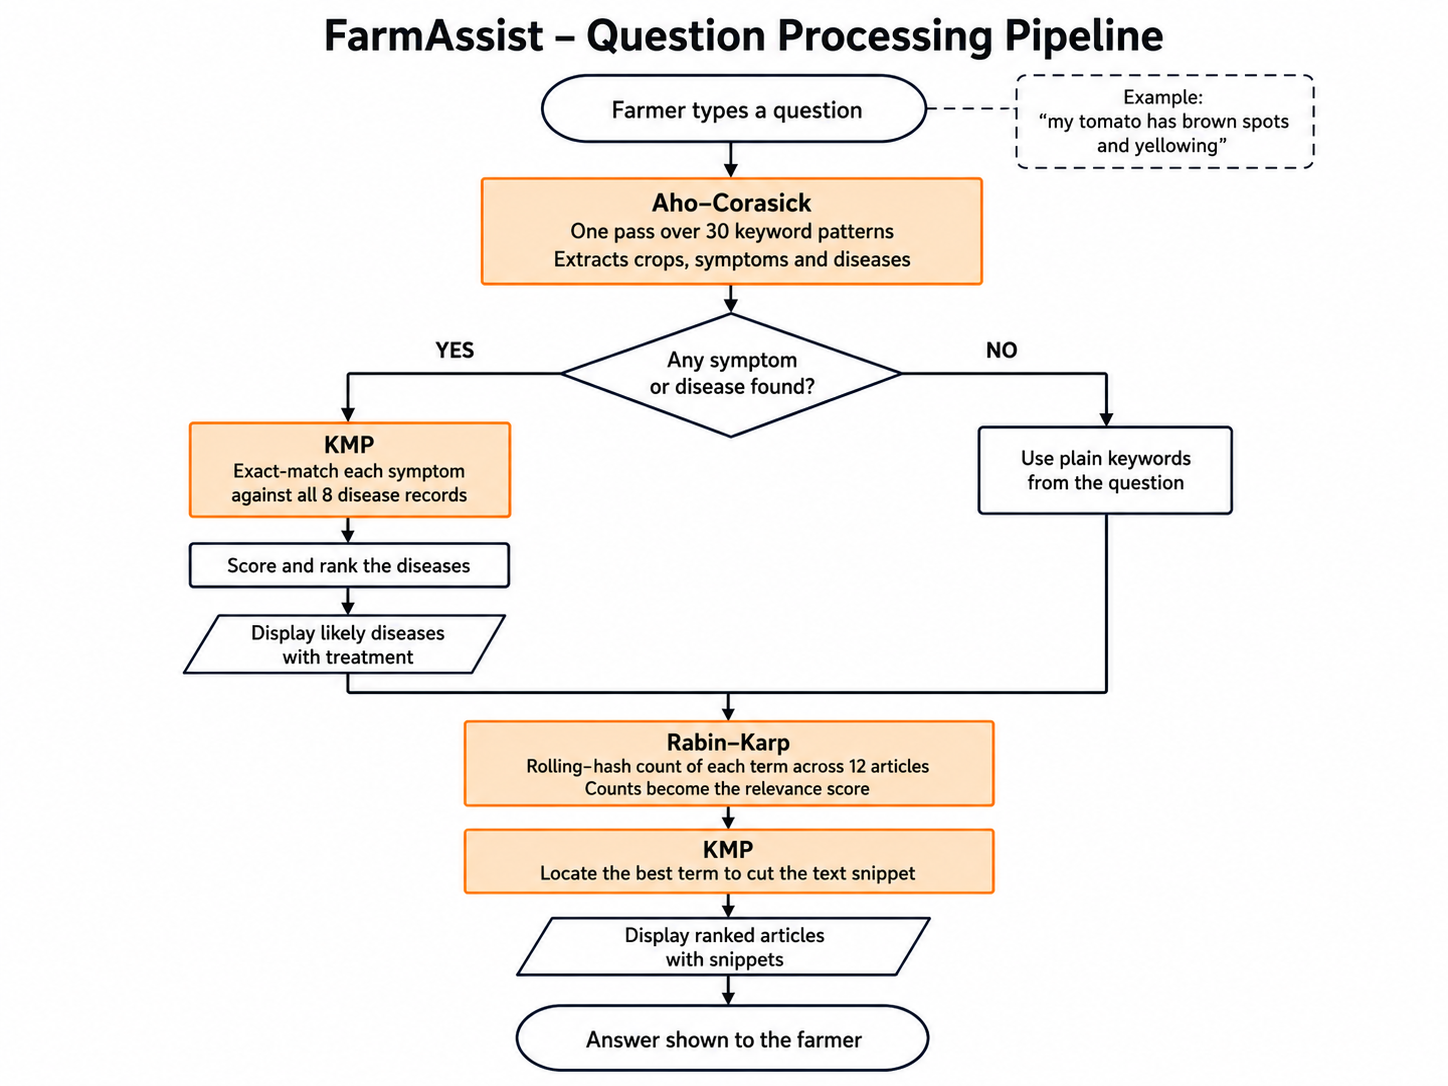 FarmAssist – Question Processing Pipeline
Farmer types a question
Example:
“my tomato has brown spots
and yellowing”
Aho–Corasick
One pass over 30 keyword patterns
Extracts crops, symptoms and diseases
Any symptom
or disease found?
YES
NO
KMP
Exact-match each symptom
against all 8 disease records
Use plain keywords
from the question
Score and rank the diseases
Display likely diseases
with treatment
Rabin–Karp
Rolling–hash count of each term across 12 articles
Counts become the relevance score
KMP
Locate the best term to cut the text snippet
Display ranked articles
with snippets
Answer shown to the farmer